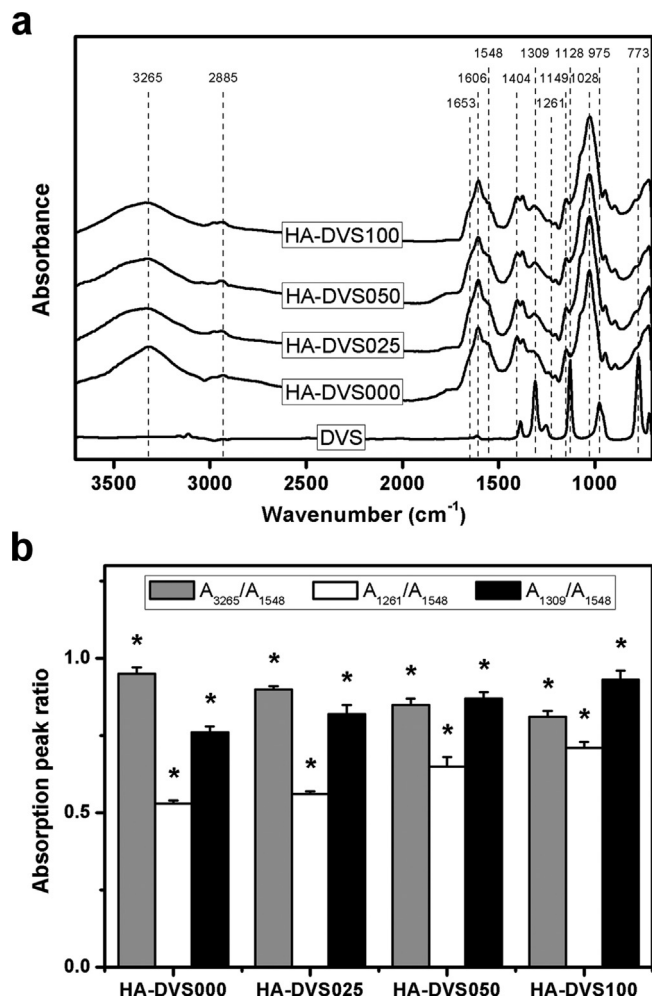 a
1548 1309 1128 975 773
3265 2885 1606 1404 1149 1028
1653 1261
Absorbance
HA-DVS100
HA-DVS050
HA-DVS025
HA-DVS000
DVS
3500 3000 2500 2000 1500 1000
Wavenumber (cm⁻¹)
b
A₃₂₆₅/A₁₅₄₈ A₁₂₆₁/A₁₅₄₈ A₁₃₀₉/A₁₅₄₈
Absorption peak ratio
1.0
0.5
0.0
* * * * * * * * * * * *
HA-DVS000 HA-DVS025 HA-DVS050 HA-DVS100